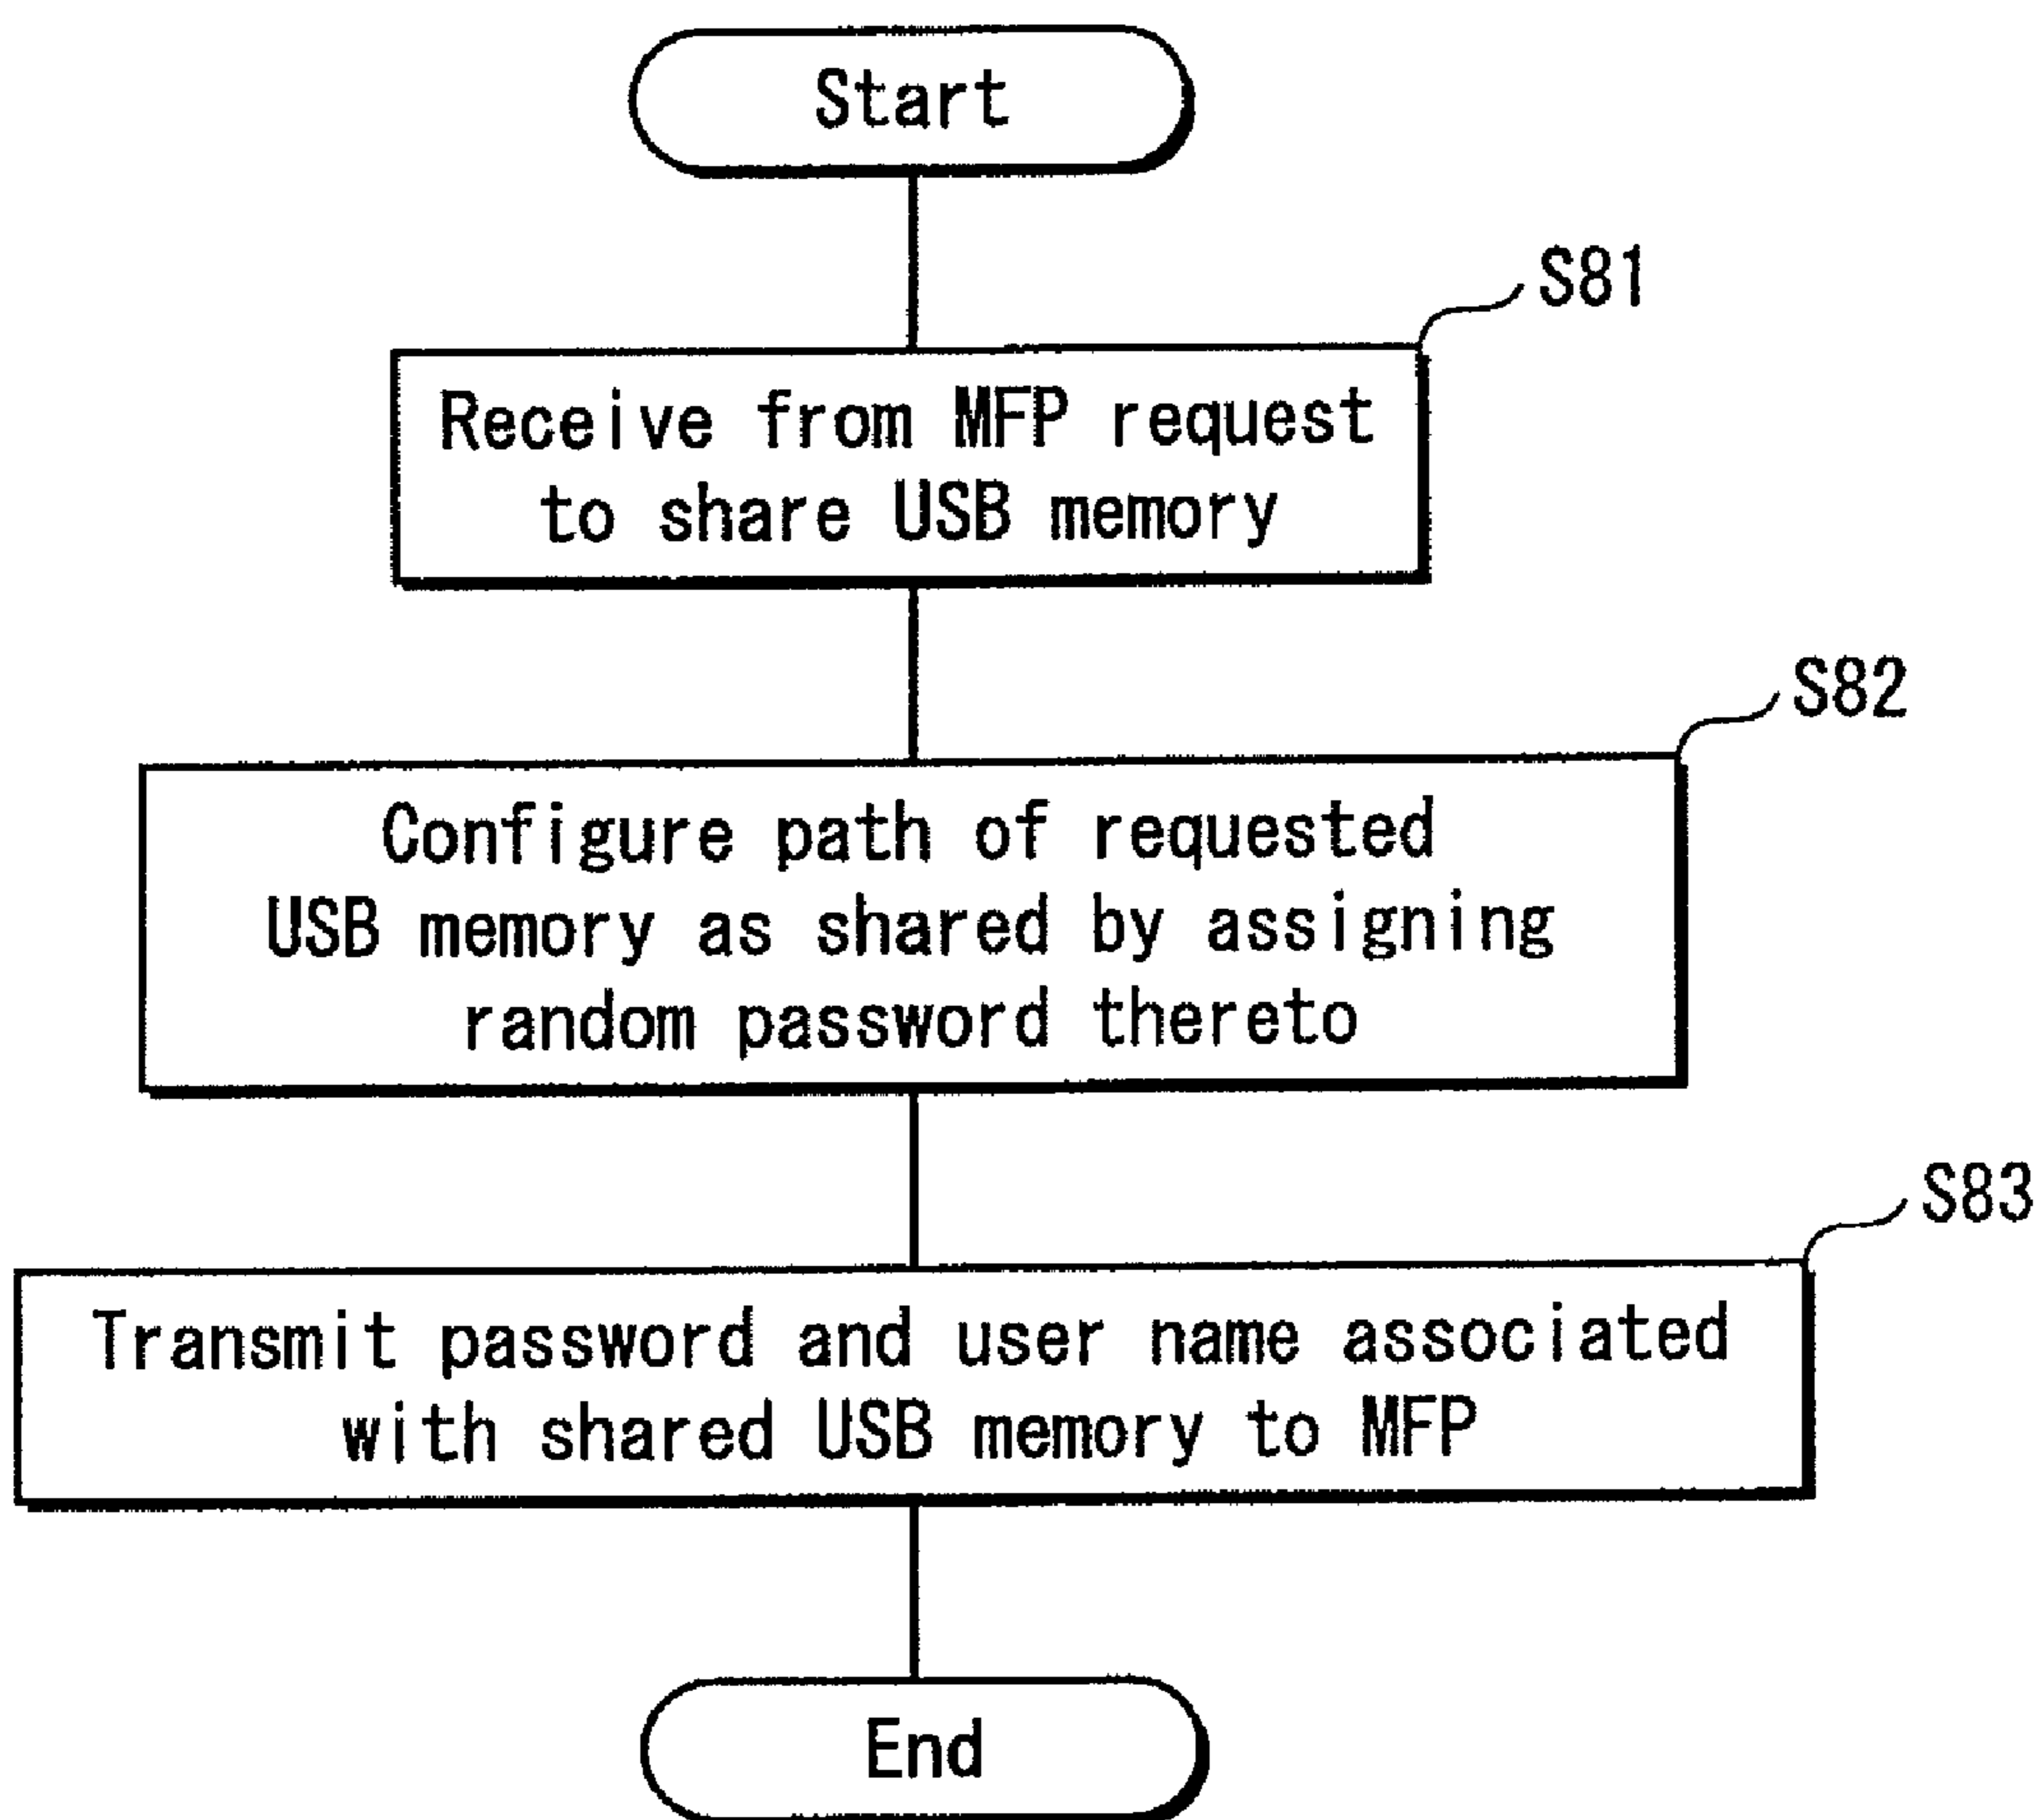 Start
S81
Receive from MFP request
to share USB memory
S82
Configure path of requested
USB memory as shared by assigning
random password thereto
S83
Transmit password and user name associated
with shared USB memory to MFP
End